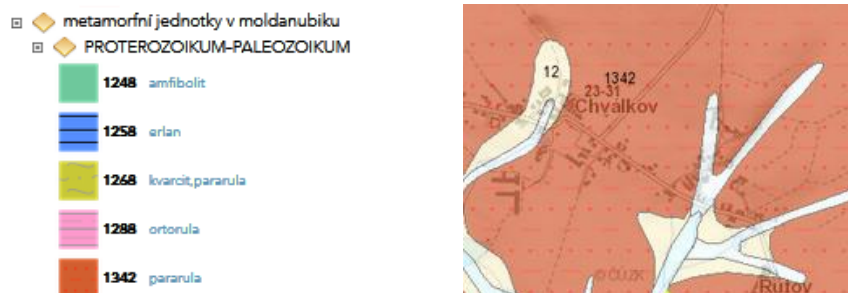 metamorfní jednotky v moldanubiku
PROTEROZOIKUM-PALEOZOIKUM
1248 amfibolit
1258 erlan
1268 kvarcit,pararula
1288 ortorula
1342 pararula
12
1342
23-31
Chválkov
© ČÚZK
Rutov